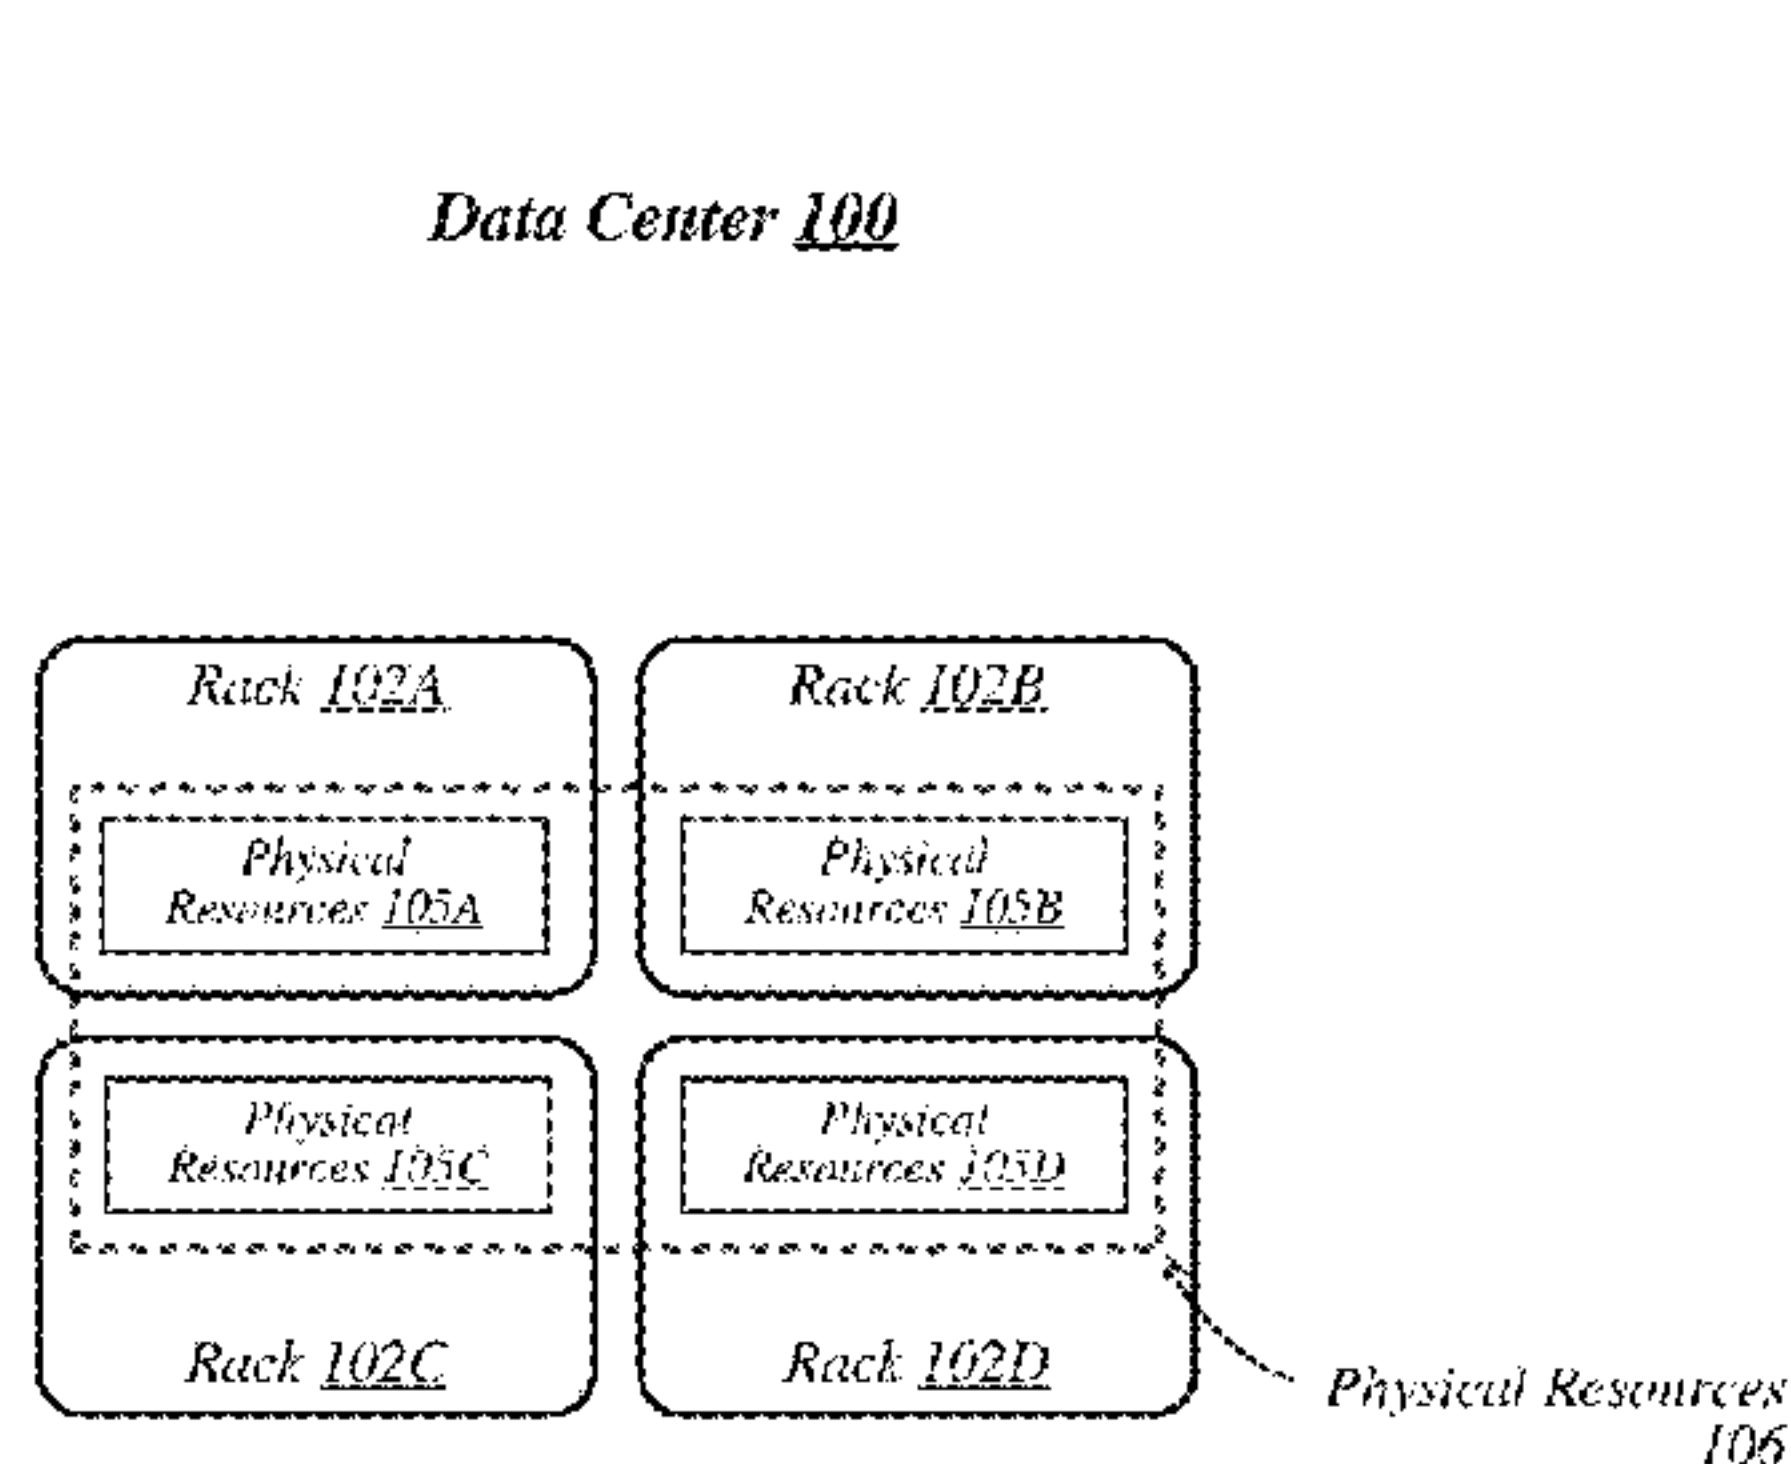 Data Center 100
Rack 102A
Rack 102B
Physical
Resources 105A
Physical
Resources 105B
Physical
Resources 105C
Physical
Resources 105D
Rack 102C
Rack 102D
Physical Resources
106